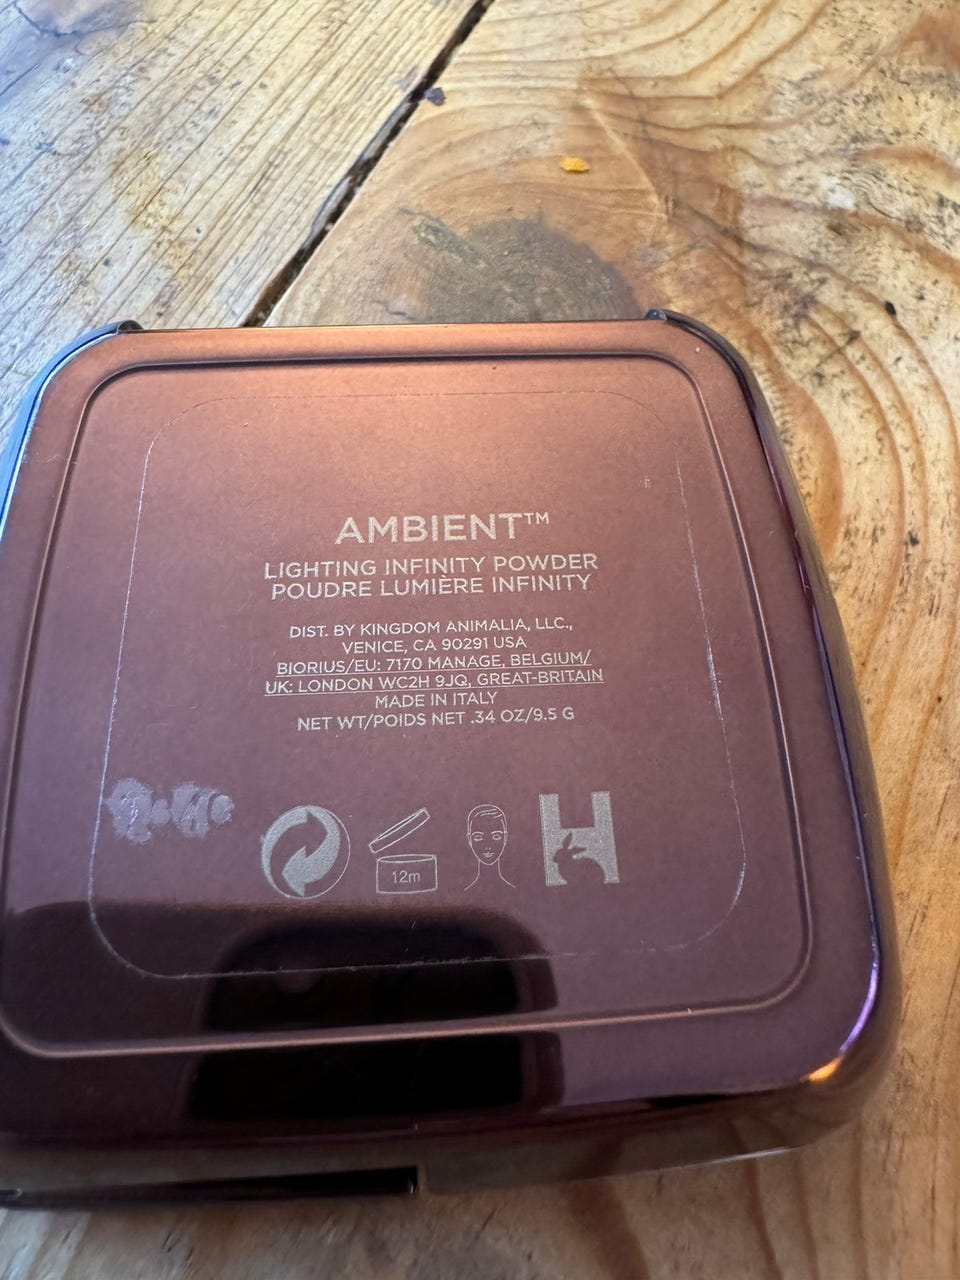 AMBIENT™
LIGHTING INFINITY POWDER
POUDRE LUMIÈRE INFINITY
DIST. BY KINGDOM ANIMALIA, LLC.,
VENICE, CA 90291 USA
BIORIUS/EU: 7170 MANAGE, BELGIUM/
UK: LONDON WC2H 9JQ, GREAT-BRITAIN
MADE IN ITALY
NET WT/POIDS NET .34 OZ/9.5 G
12m
H